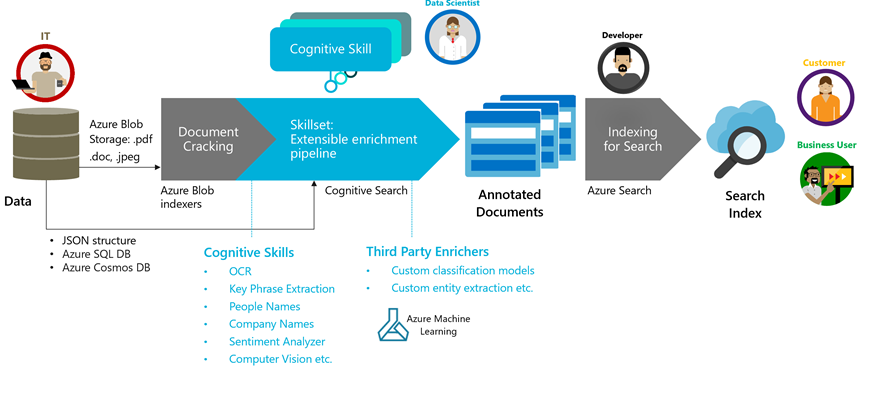 Data Scientist
IT
Cognitive Skill
Developer
Customer
Azure Blob
Storage: .pdf
.doc, .jpeg
Document
Cracking
Skillset:
Extensible enrichment
pipeline
Indexing
for Search
Business User
Data
Azure Blob
indexers
Cognitive Search
Annotated
Documents
Azure Search
Search
Index
• JSON structure
• Azure SQL DB
• Azure Cosmos DB
Cognitive Skills
• OCR
• Key Phrase Extraction
• People Names
• Company Names
• Sentiment Analyzer
• Computer Vision etc.
Third Party Enrichers
• Custom classification models
• Custom entity extraction etc.
Azure Machine
Learning